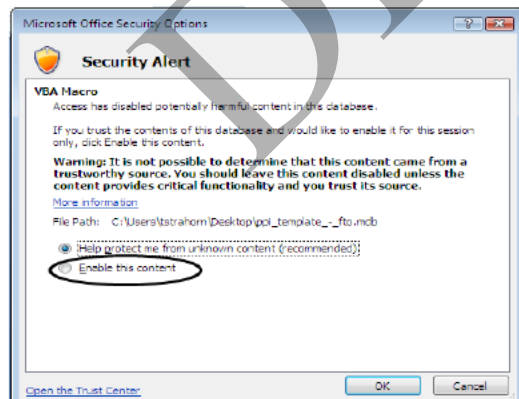 Microsoft Office Security Options
Security Alert
VBA Macro
Access has disabled potentially harmful content in this database.
If you trust the contents of this database and would like to enable it for this session
only, click Enable this content.
Warning: It is not possible to determine that this content came from a
trustworthy source. You should leave this content disabled unless the
content provides critical functionality and you trust its source.
More information
File Path: C:\Users\tstrahorn\Desktop\ppi_template_-_fto.mdb
Help protect me from unknown content (recommended)
Enable this content
Open the Trust Center
OK
Cancel